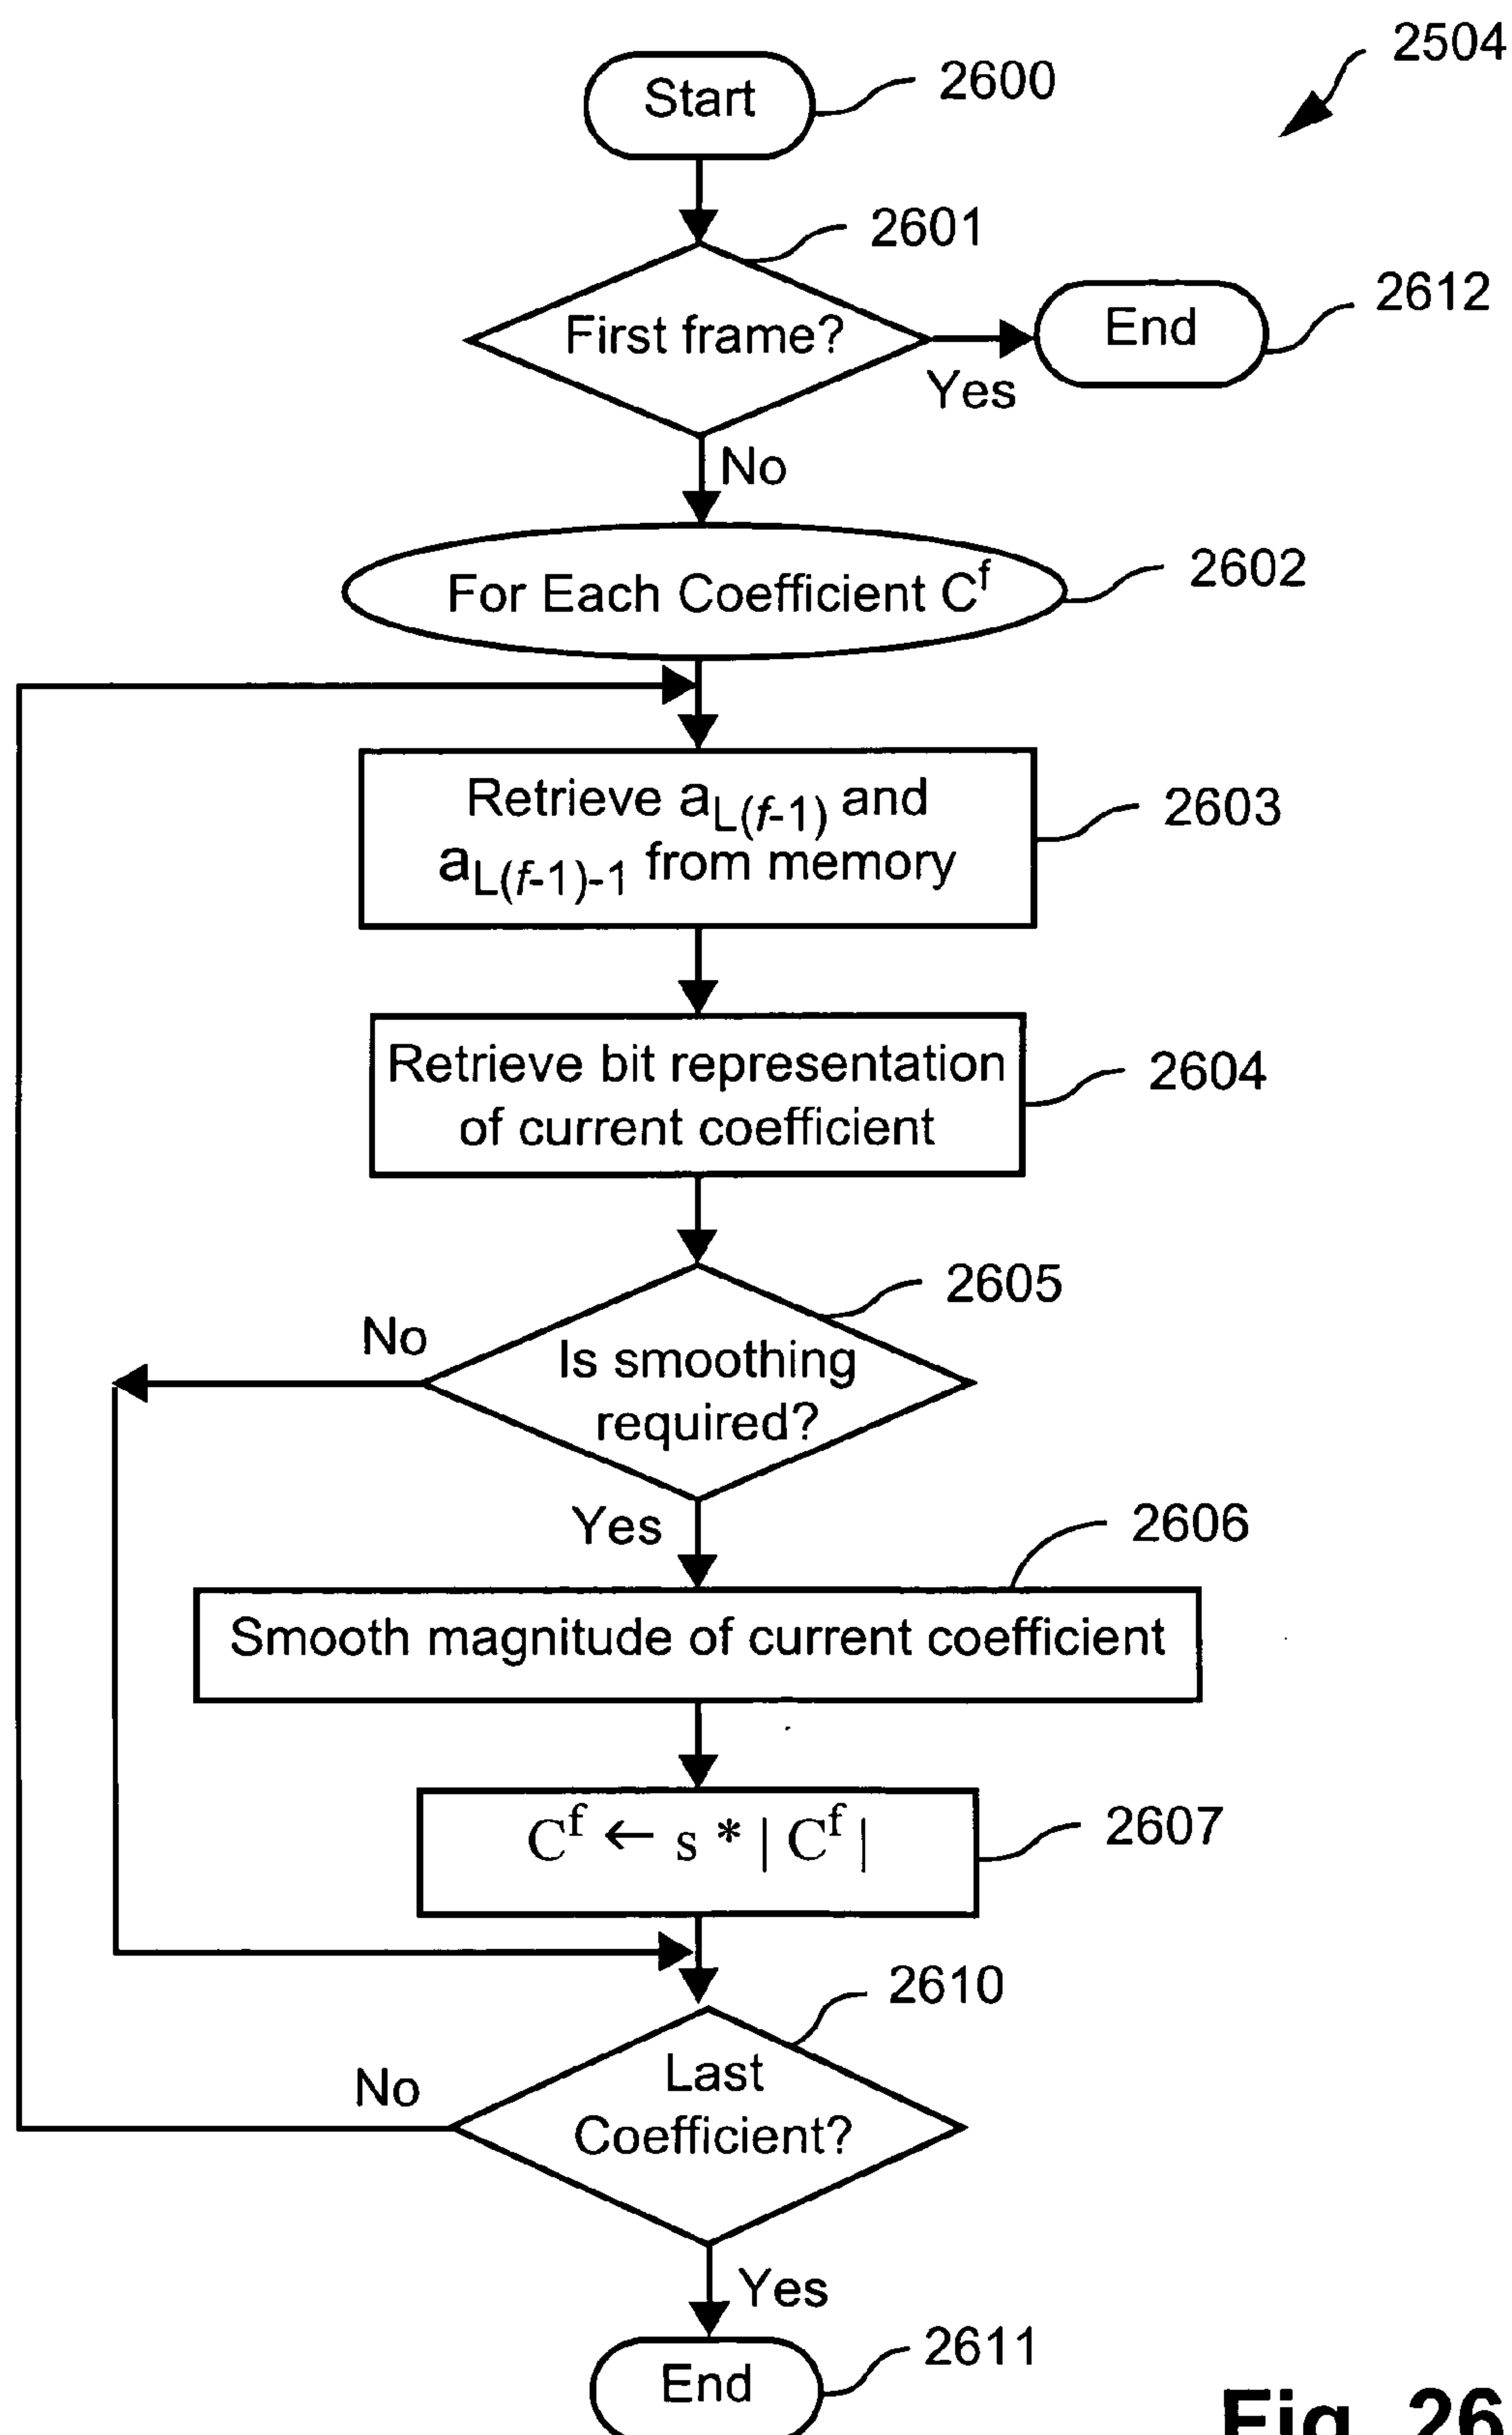 2504
Start
2600
2601
First frame?
Yes
End
2612
No
For Each Coefficient C^f
2602
Retrieve a_L(f-1) and
a_L(f-1)-1 from memory
2603
Retrieve bit representation
of current coefficient
2604
2605
No
Is smoothing
required?
Yes
2606
Smooth magnitude of current coefficient
C^f ← s * | C^f |
2607
2610
No
Last
Coefficient?
Yes
End
2611
Fig. 26